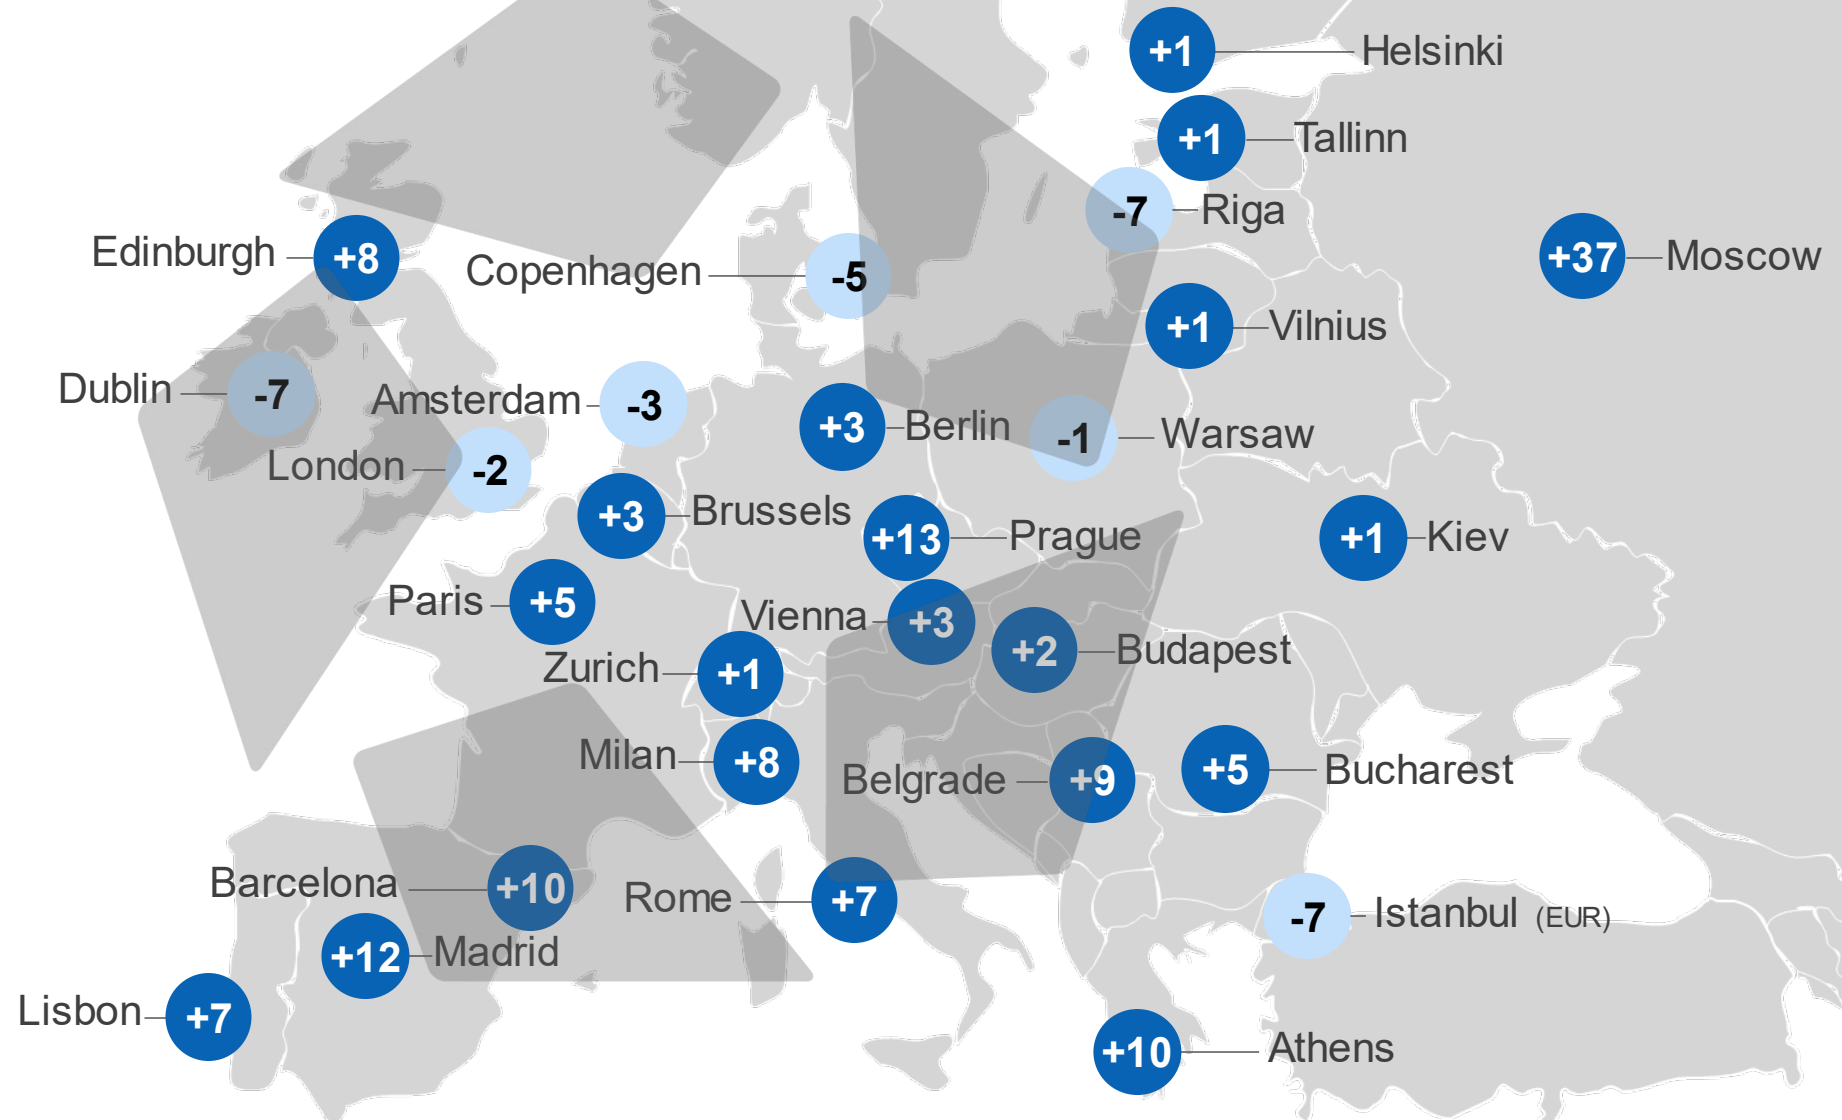 +1 Helsinki
+1 Tallinn
-7 Riga
Edinburgh +8
Copenhagen -5
+37 Moscow
+1 Vilnius
Dublin -7
Amsterdam -3
+3 Berlin
-1 Warsaw
London -2
+3 Brussels
+13 Prague
+1 Kiev
Paris +5
Vienna +3
+2 Budapest
Zurich +1
Milan +8
Belgrade +9
+5 Bucharest
Barcelona +10
Rome +7
-7 Istanbul (EUR)
+12 Madrid
Lisbon +7
+10 Athens